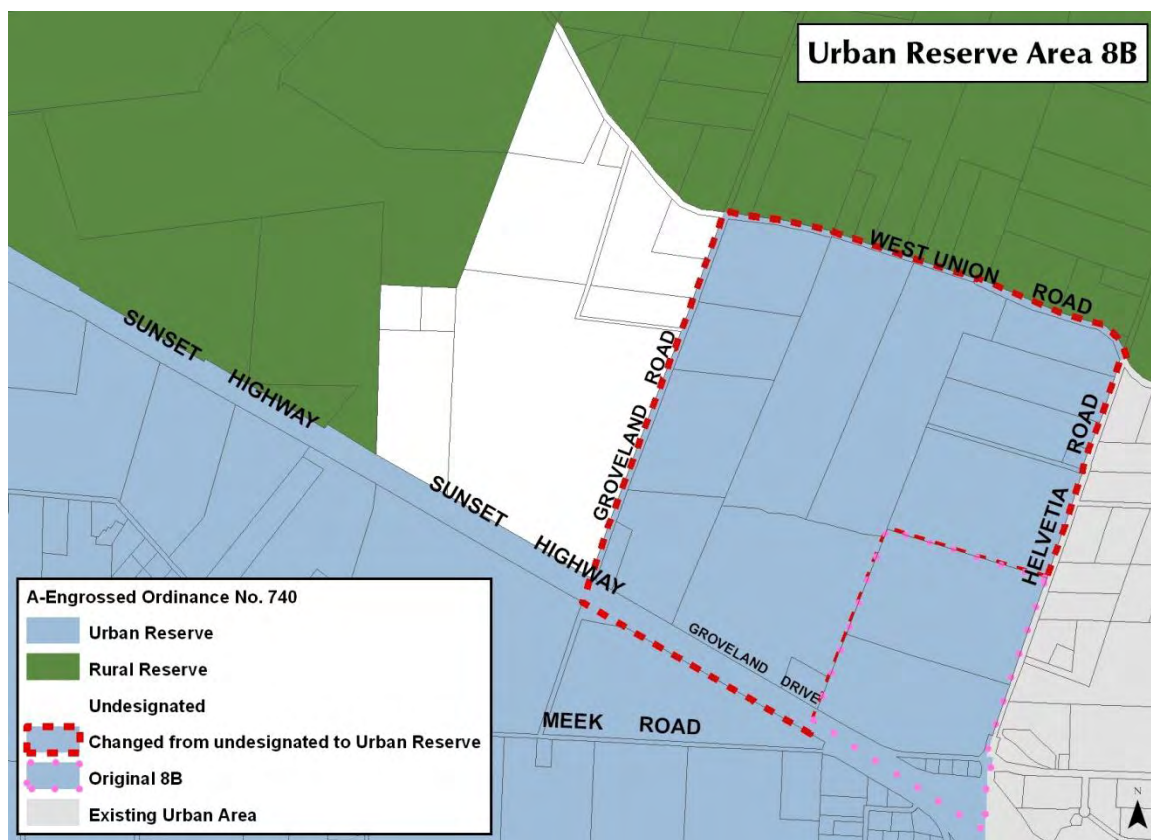 Urban Reserve Area 8B
WEST UNION
ROAD
SUNSET
HIGHWAY
GROVELAND
ROAD
HELVETIA
ROAD
SUNSET
HIGHWAY
GROVELAND
DRIVE
MEEK ROAD
A-Engrossed Ordinance No. 740
Urban Reserve
Rural Reserve
Undesignated
Changed from undesignated to Urban Reserve
Original 8B
Existing Urban Area
N